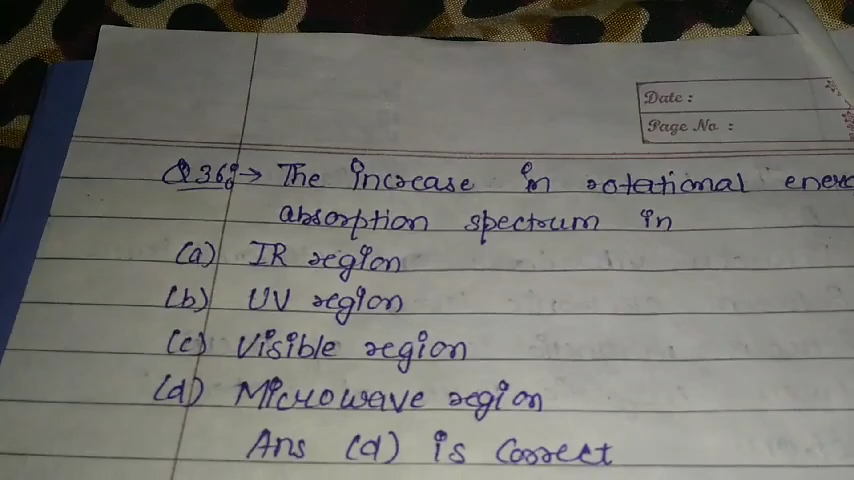 Date :
Page No :
Q 36:→ The increase in rotational
absorption spectrum in
(a) IR region
(b) UV region
(c) Visible region
(d) Microwave region
Ans (d) is correct